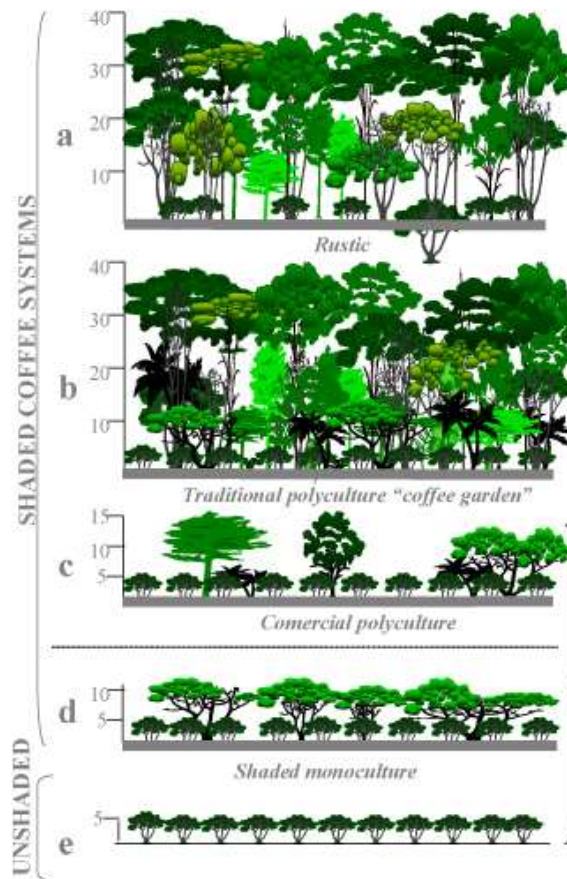 SHADED COFFEE SYSTEMS
40
30
a
20
10
Rustic
40
30
b
20
10
Traditional polyculture “coffee garden”
15
10
c
5
Comercial polyculture
10
d
5
Shaded monoculture
UNSHADED
5
e